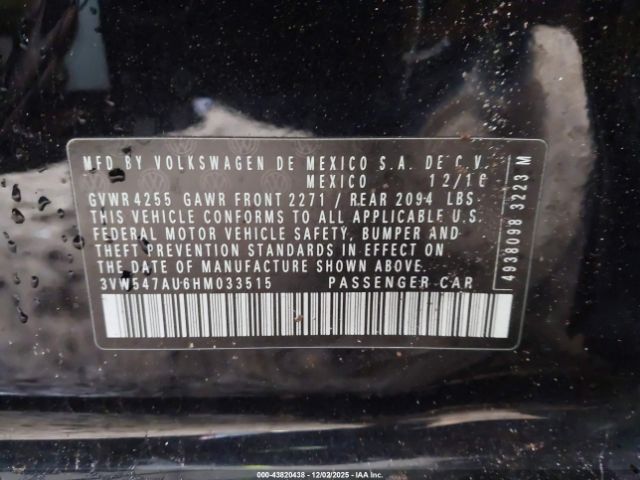 MFD BY VOLKSWAGEN DE MEXICO S.A. DE C.V.
MEXICO 12/16
GVWR 4255 GAWR FRONT 2271 / REAR 2094 LBS
THIS VEHICLE CONFORMS TO ALL APPLICABLE U.S.
FEDERAL MOTOR VEHICLE SAFETY, BUMPER AND
THEFT PREVENTION STANDARDS IN EFFECT ON
THE DATE OF MANUFACTURE SHOWN ABOVE.
3VW547AU6HM033515 PASSENGER CAR
4938098 3223 M
000-43820438 - 12/02/2025 - IAA Inc.